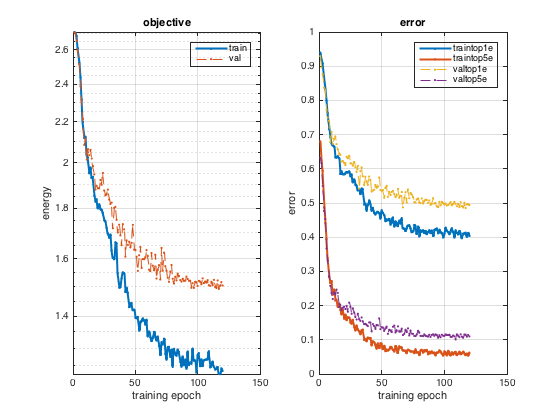 objective
train
val
2.6
2.4
2.2
2
1.8
1.6
1.4
energy
0
50
100
150
training epoch
error
traintop1e
traintop5e
valtop1e
valtop5e
1
0.9
0.8
0.7
0.6
0.5
0.4
0.3
0.2
0.1
0
error
0
50
100
150
training epoch